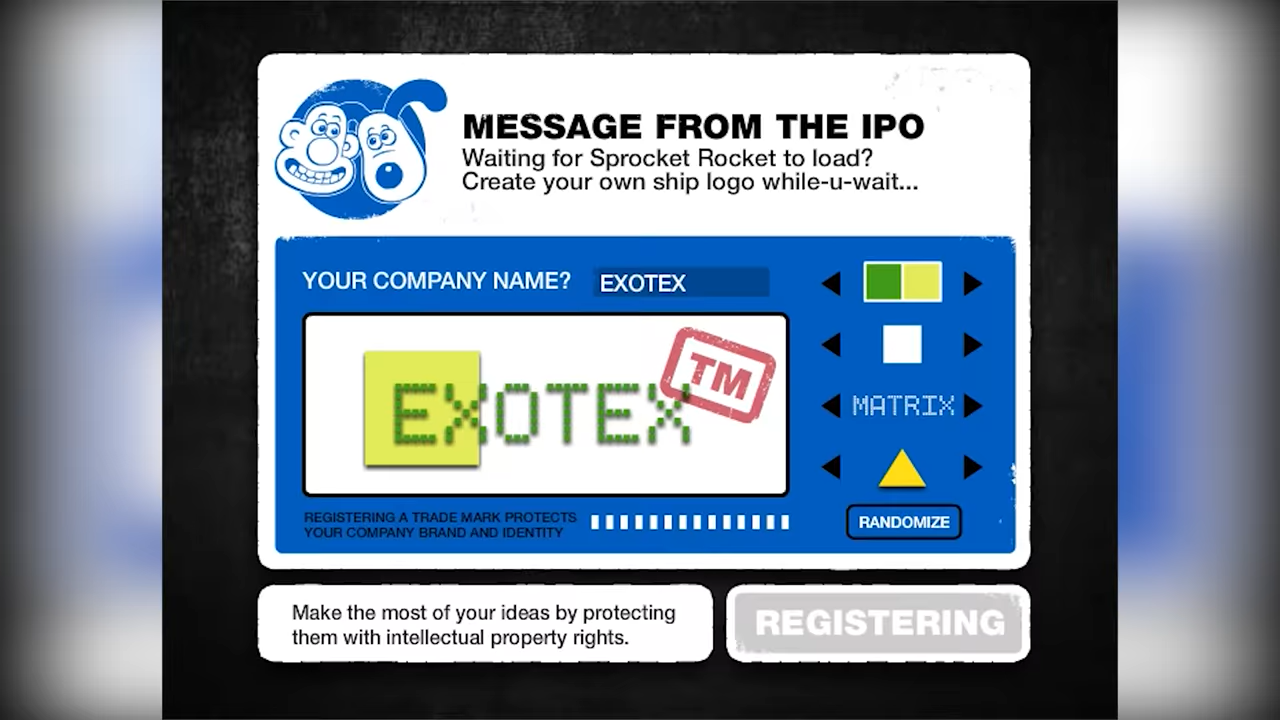 MESSAGE FROM THE IPO
Waiting for Sprocket Rocket to load?
Create your own ship logo while-u-wait...
YOUR COMPANY NAME? EXOTEX
EXOTEX
TM
MATRIX
RANDOMIZE
REGISTERING A TRADE MARK PROTECTS
YOUR COMPANY BRAND AND IDENTITY
Make the most of your ideas by protecting
them with intellectual property rights.
REGISTERING